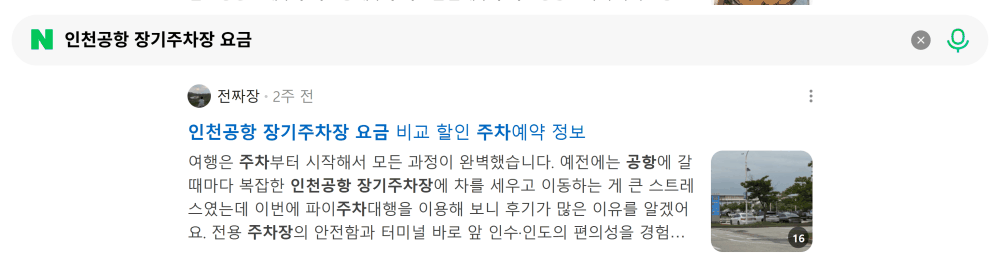 인천공항 장기주차장 요금
전짜장 · 2주 전
인천공항 장기주차장 요금 비교 할인 주차예약 정보
여행은 주차부터 시작해서 모든 과정이 완벽했습니다. 예전에는 공항에 갈
때마다 복잡한 인천공항 장기주차장에 차를 세우고 이동하는 게 큰 스트레
스였는데 이번에 파이주차대행을 이용해 보니 후기가 많은 이유를 알겠어
요. 전용 주차장의 안전함과 터미널 바로 앞 인수·인도의 편의성을 경험...
16